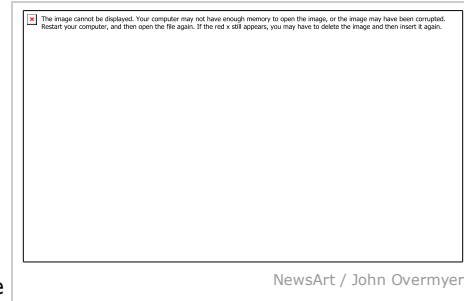 The image cannot be displayed. Your computer may not have enough memory to open the image, or the image may have been corrupted.
Restart your computer, and then open the file again. If the red x still appears, you may have to delete the image and then insert it again.
NewsArt / John Overmyer
e